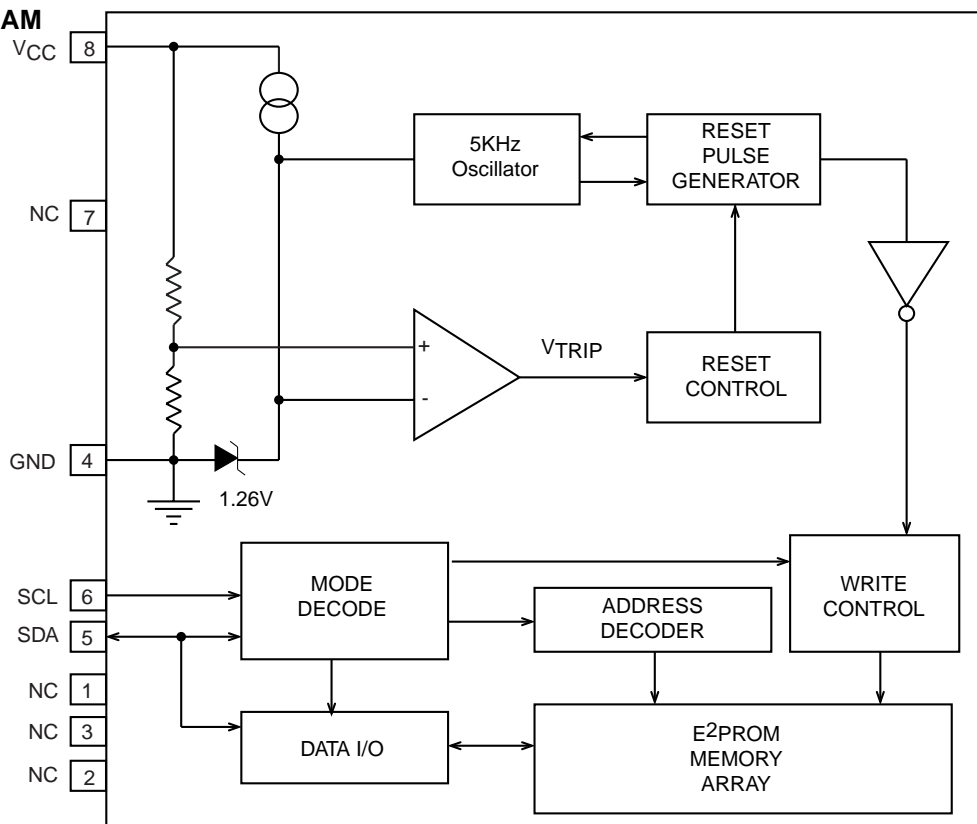 AM
VCC 8
5KHz
Oscillator
RESET
PULSE
GENERATOR
NC 7
+
-
VTRIP
RESET
CONTROL
GND 4
1.26V
MODE
DECODE
WRITE
CONTROL
SCL 6
SDA 5
ADDRESS
DECODER
NC 1
NC 3
NC 2
DATA I/O
E2PROM
MEMORY
ARRAY